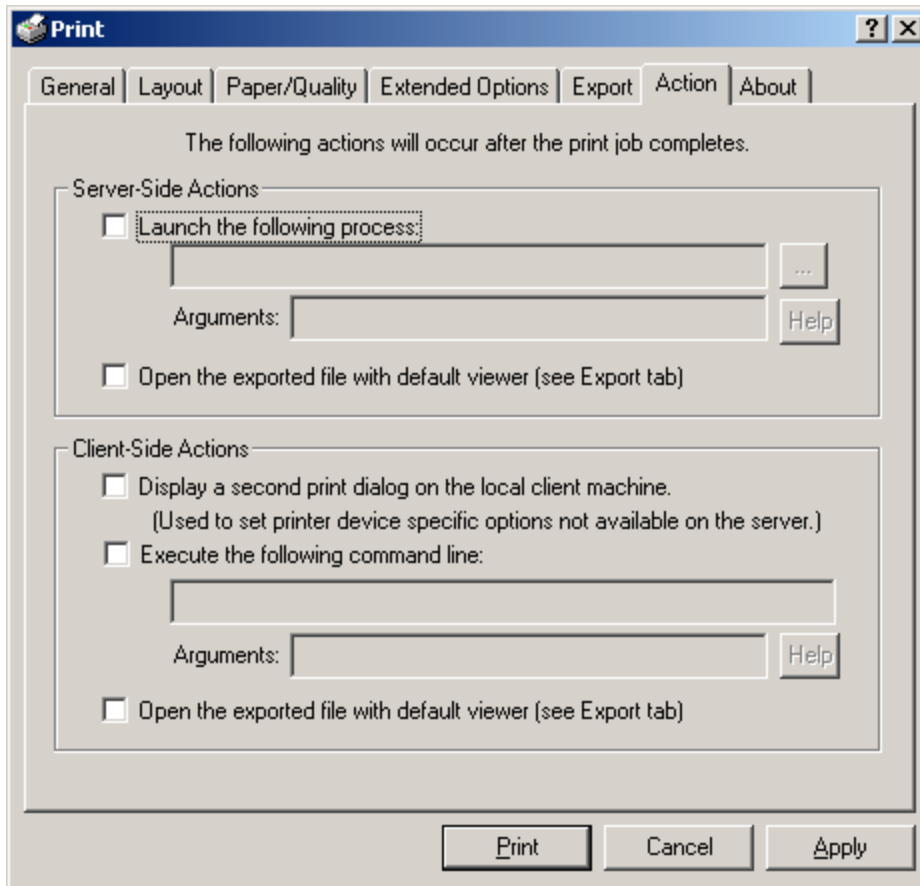 Print
General Layout Paper/Quality Extended Options Export Action About
The following actions will occur after the print job completes.
Server-Side Actions
Launch the following process:
...
Arguments: Help
Open the exported file with default viewer (see Export tab)
Client-Side Actions
Display a second print dialog on the local client machine.
(Used to set printer device specific options not available on the server.)
Execute the following command line:
Arguments: Help
Open the exported file with default viewer (see Export tab)
Print Cancel Apply